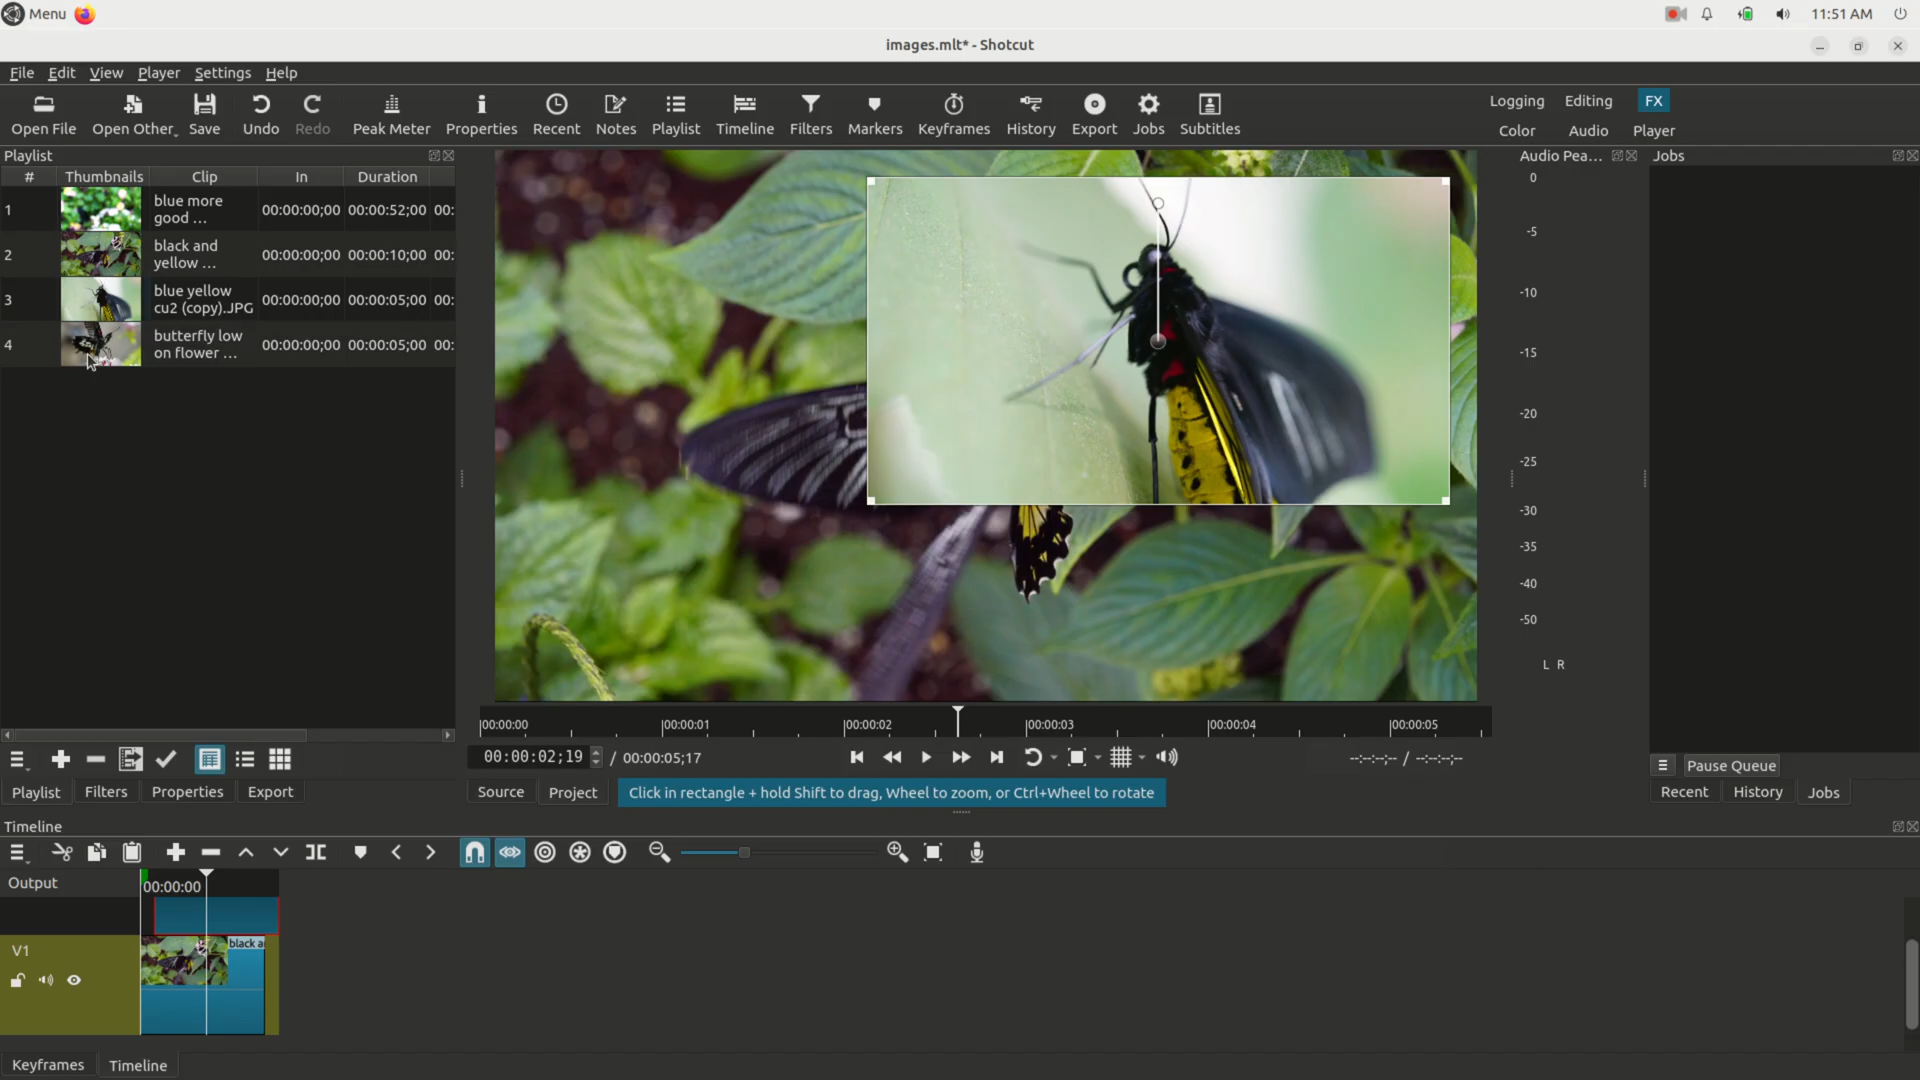 Menu
11:51 AM
images.mlt* - Shotcut
File Edit View Player Settings Help
Open File Open Other Save Undo Redo Peak Meter Properties Recent Notes Playlist Timeline Filters Markers Keyframes History Export Jobs Subtitles
Logging Editing FX
Color Audio Player
Playlist
# Thumbnails Clip In Duration
1 blue more good ... 00:00:00;00 00:00:52;00 00:
2 black and yellow ... 00:00:00;00 00:00:10;00 00:
3 blue yellow cu2 (copy).JPG 00:00:00;00 00:00:05;00 00:
4 butterfly low on flower ... 00:00:00;00 00:00:05;00 00:
Audio Pea...
0
-5
-10
-15
-20
-25
-30
-35
-40
-50
L R
Jobs
00:00:00 00:00:01 00:00:02 00:00:03 00:00:04 00:00:05
00:00:02;19 / 00:00:05;17
--:--:--;-- / --:--:--;--
Pause Queue
Playlist Filters Properties Export
Source Project Click in rectangle + hold Shift to drag, Wheel to zoom, or Ctrl+Wheel to rotate
Recent History Jobs
Timeline
Output
00:00:00
V1
black a
Keyframes Timeline